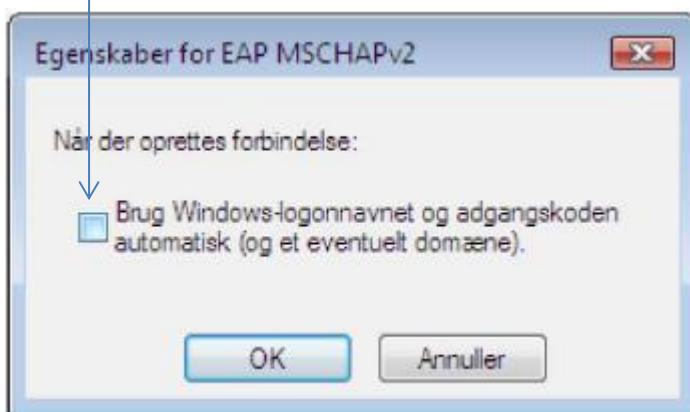 Egenskaber for EAP MSCHAPv2
Når der oprettes forbindelse:
Brug Windows-logonnavnet og adgangskoden
automatisk (og et eventuelt domæne).
OK
Annuller